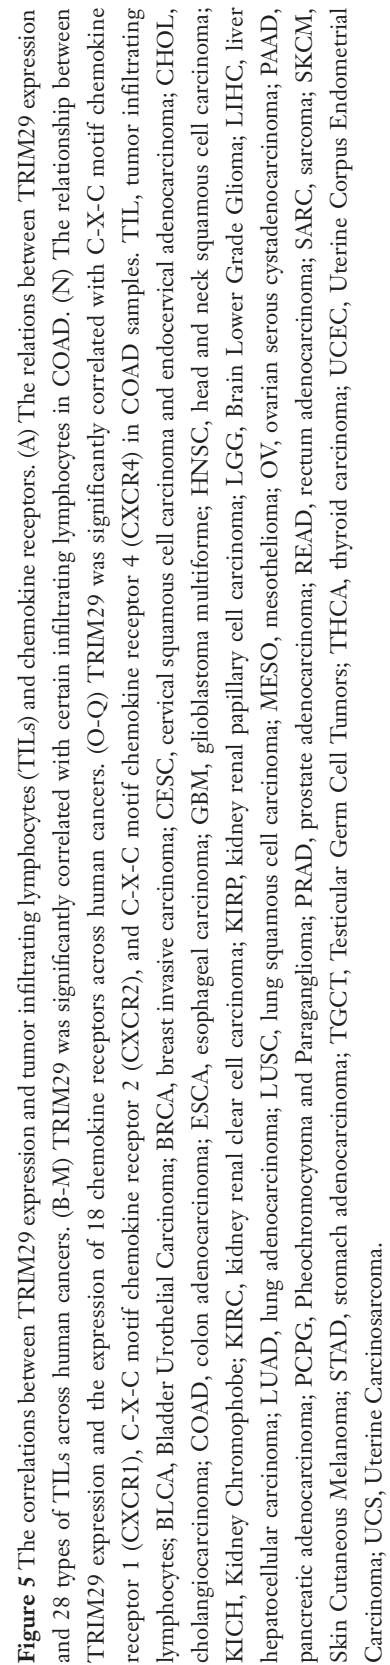 Figure 5 The correlations between TRIM29 expression and tumor infiltrating lymphocytes (TILs) and chemokine receptors. (A) The relations between TRIM29 expression
and 28 types of TILs across human cancers. (B-M) TRIM29 was significantly correlated with certain infiltrating lymphocytes in COAD. (N) The relationship between
TRIM29 expression and the expression of 18 chemokine receptors across human cancers. (O-Q) TRIM29 was significantly correlated with C-X-C motif chemokine
receptor 1 (CXCR1), C-X-C motif chemokine receptor 2 (CXCR2), and C-X-C motif chemokine receptor 4 (CXCR4) in COAD samples. TIL, tumor infiltrating
lymphocytes; BLCA, Bladder Urothelial Carcinoma; BRCA, breast invasive carcinoma; CESC, cervical squamous cell carcinoma and endocervical adenocarcinoma; CHOL,
cholangiocarcinoma; COAD, colon adenocarcinoma; ESCA, esophageal carcinoma; GBM, glioblastoma multiforme; HNSC, head and neck squamous cell carcinoma;
KICH, Kidney Chromophobe; KIRC, kidney renal clear cell carcinoma; KIRP, kidney renal papillary cell carcinoma; LGG, Brain Lower Grade Glioma; LIHC, liver
hepatocellular carcinoma; LUAD, lung adenocarcinoma; LUSC, lung squamous cell carcinoma; MESO, mesothelioma; OV, ovarian serous cystadenocarcinoma; PAAD,
pancreatic adenocarcinoma; PCPG, Pheochromocytoma and Paraganglioma; PRAD, prostate adenocarcinoma; READ, rectum adenocarcinoma; SARC, sarcoma; SKCM,
Skin Cutaneous Melanoma; STAD, stomach adenocarcinoma; TGCT, Testicular Germ Cell Tumors; THCA, thyroid carcinoma; UCEC, Uterine Corpus Endometrial
Carcinoma; UCS, Uterine Carcinosarcoma.